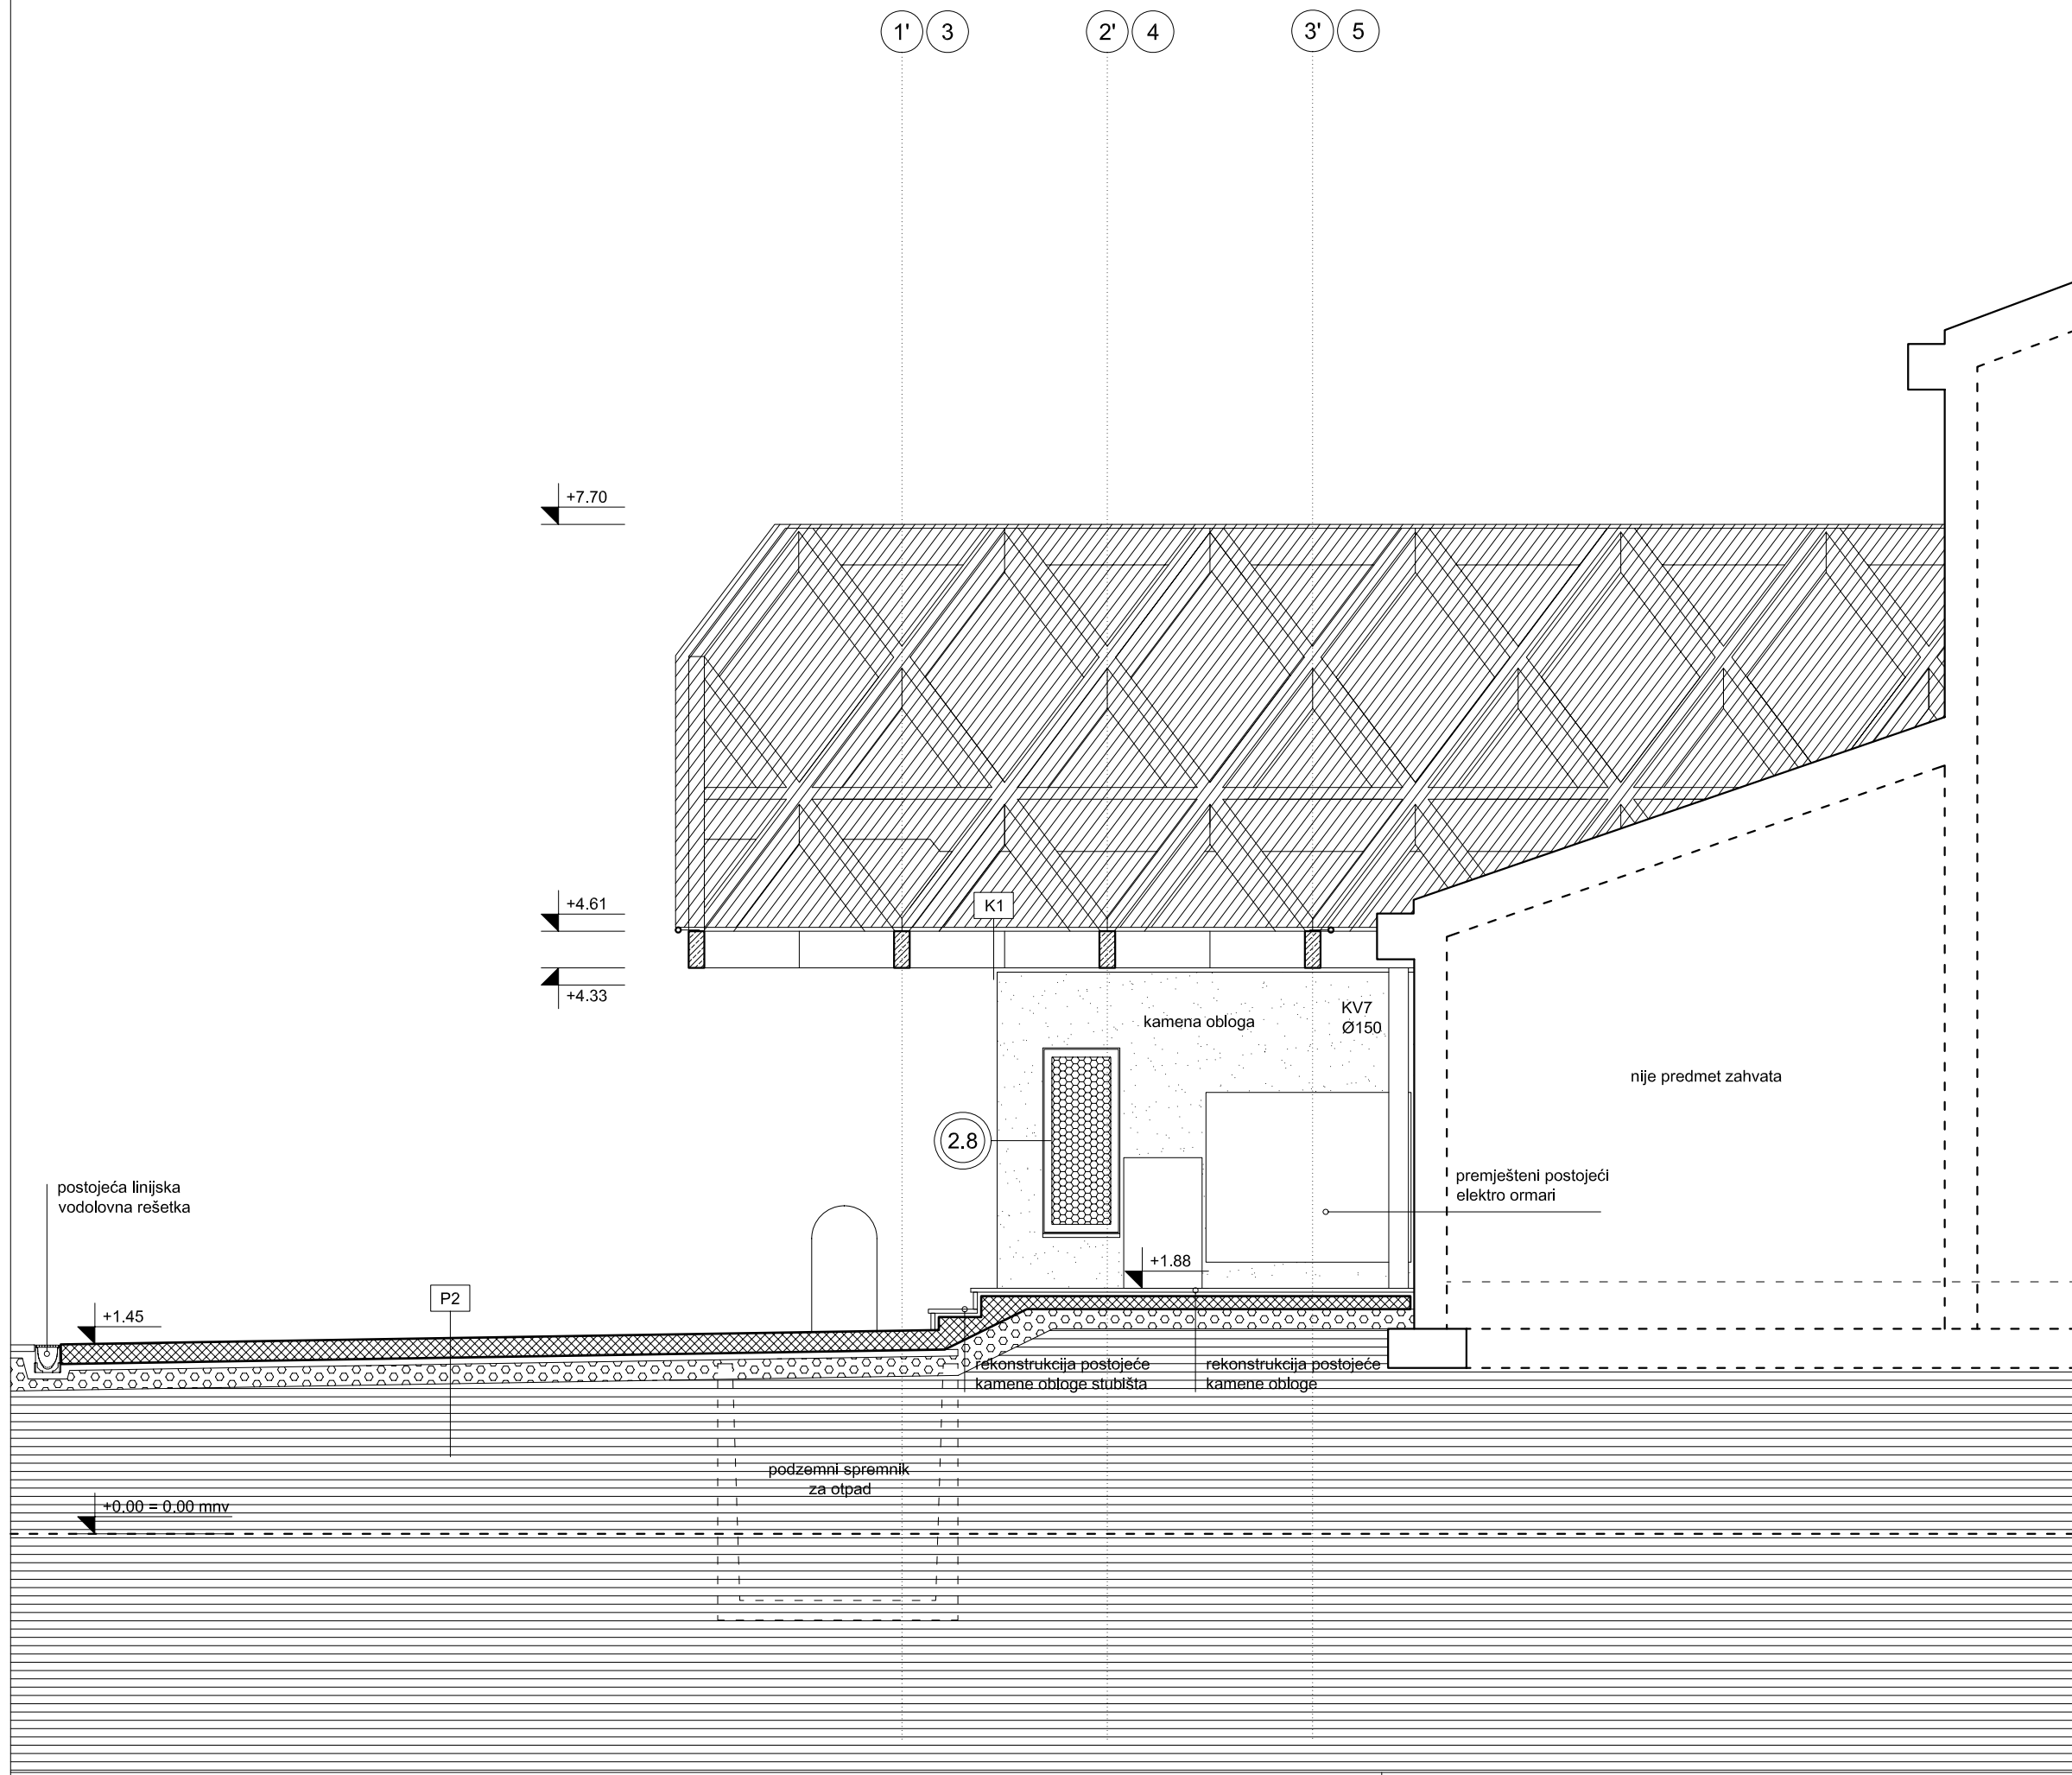 1' 3 2' 4 3' 5
+7.70
+4.61
K1
+4.33
KV7
Ø150
kamena obloga
nije predmet zahvata
2.8
premješteni postojeći
elektro ormari
postojeća linijska
vodolovna rešetka
+1.88
P2
+1.45
rekonstrukcija postojeće
kamene obloge stubišta
rekonstrukcija postojeće
kamene obloge
podzemni spremnik
za otpad
+0.00 = 0.00 mnv